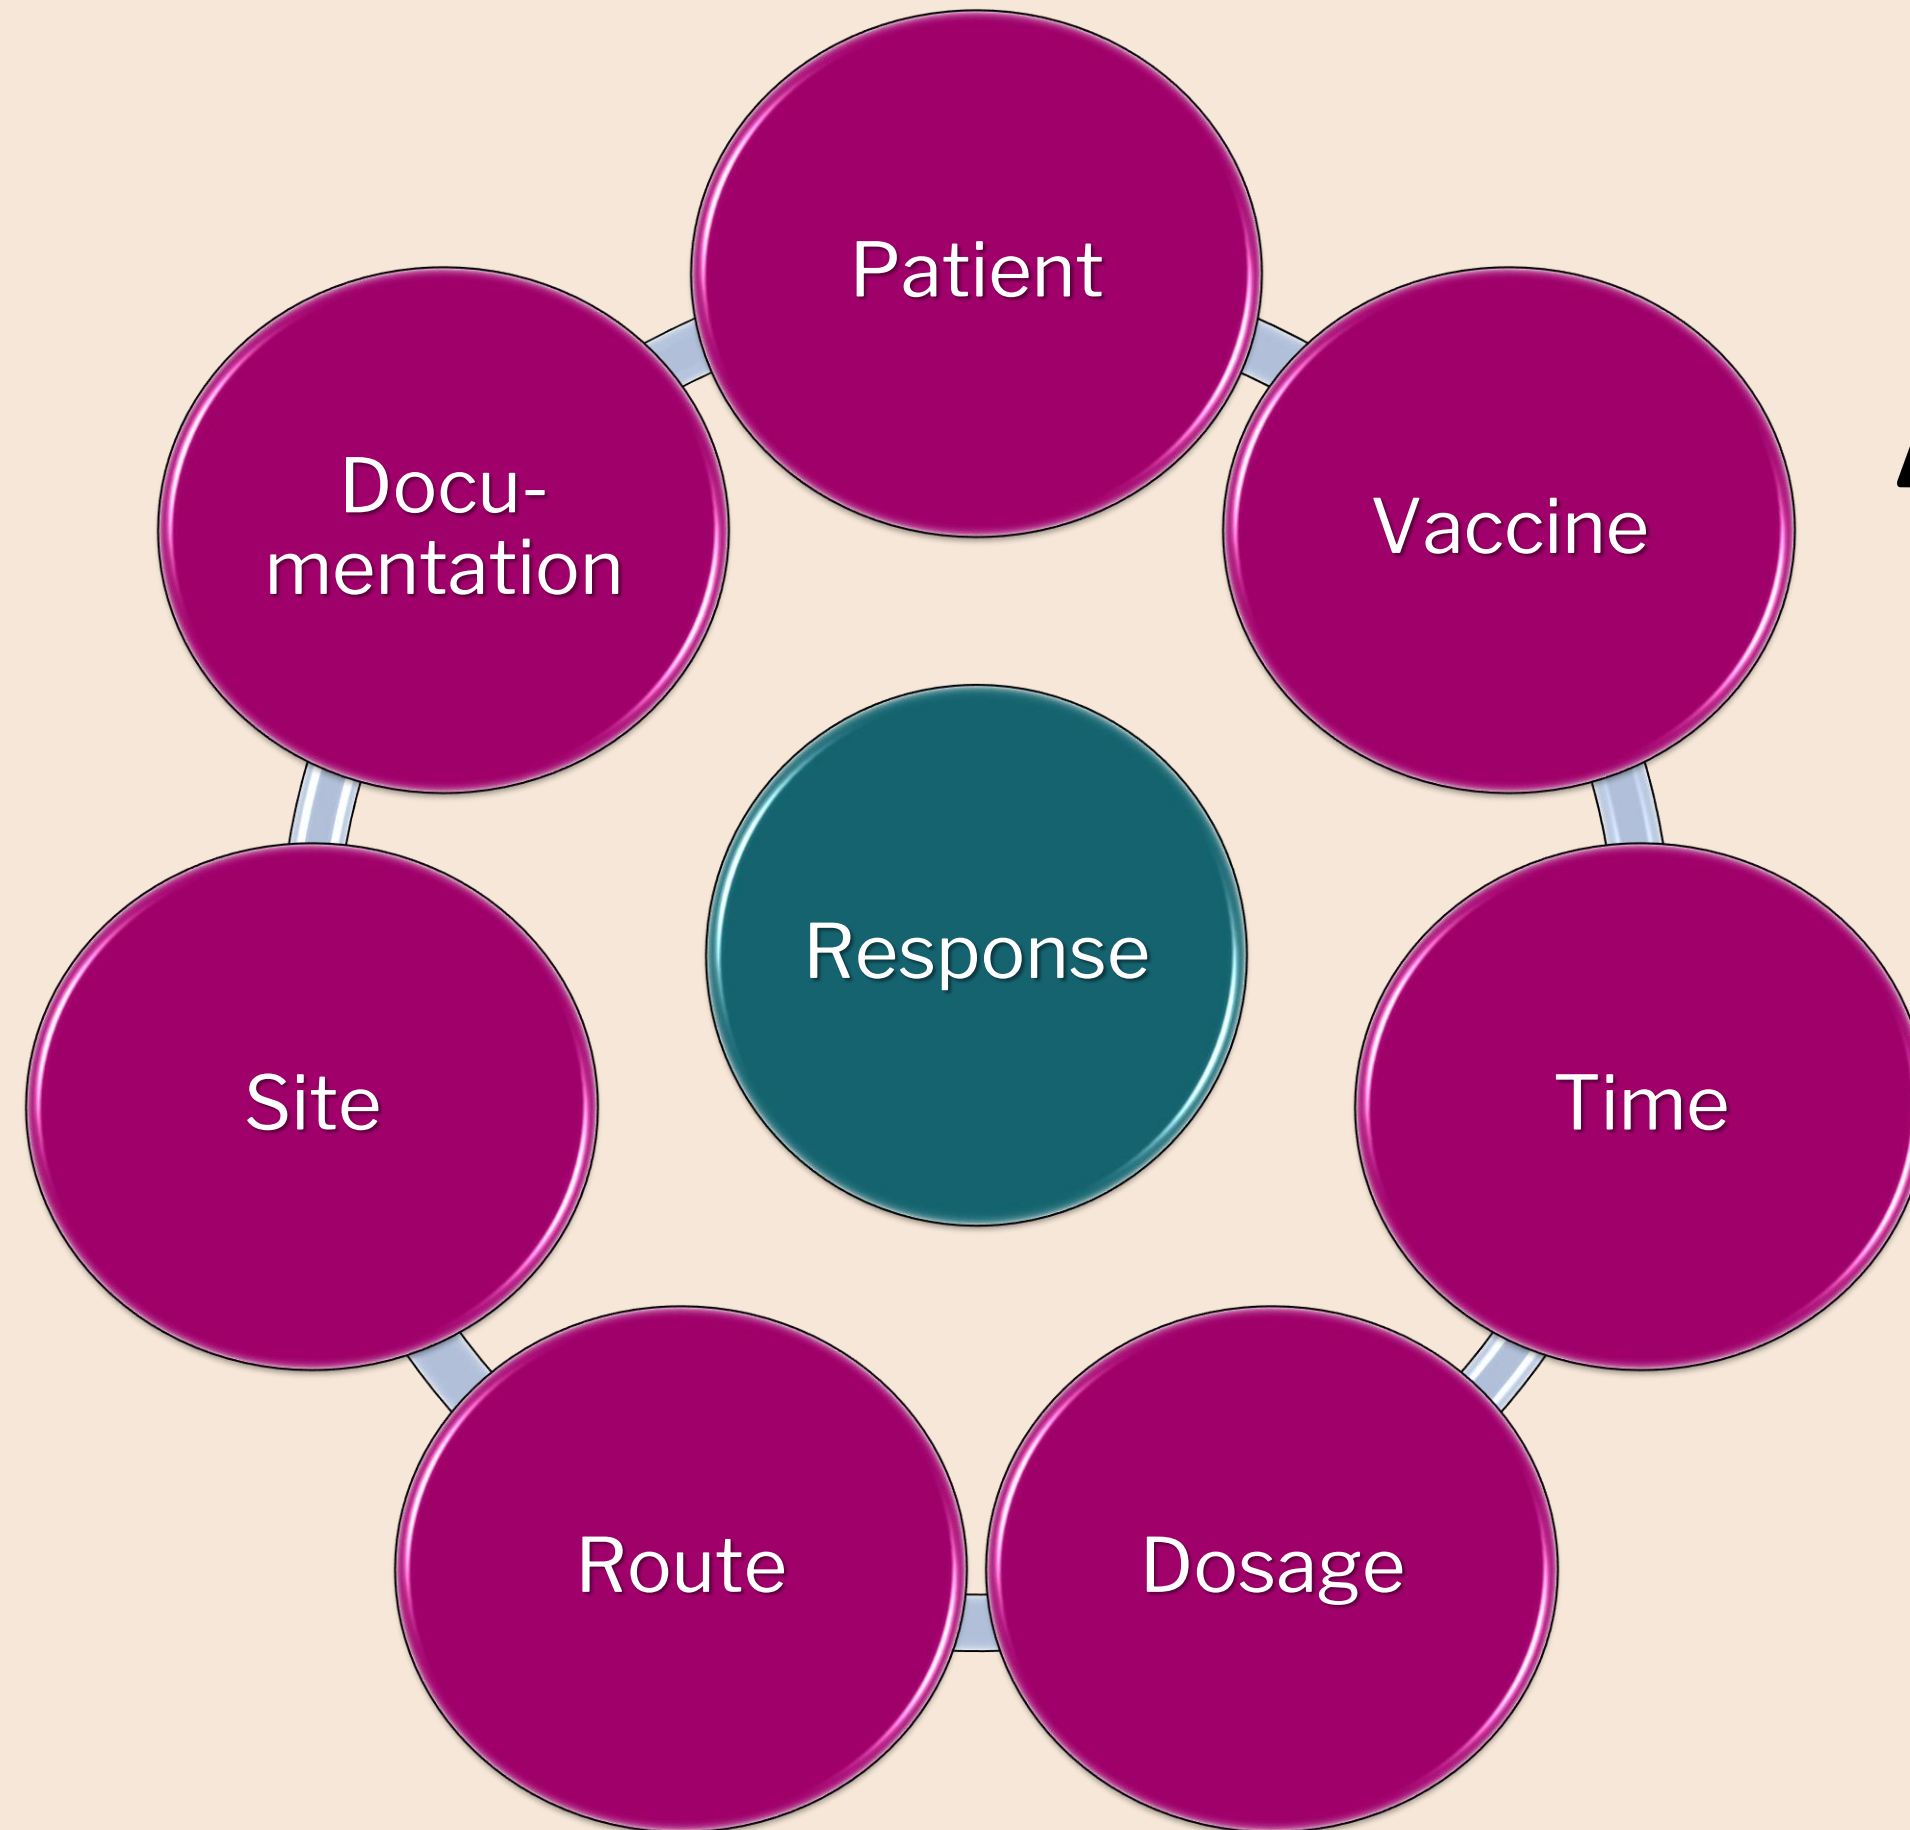 Patient
Vaccine
Time
Dosage
Route
Site
Docu-
mentation
Response